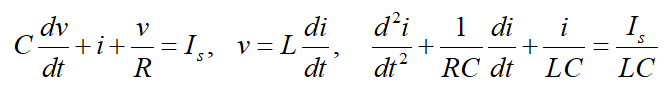 C dv/dt + i + v/R = I_s,   v = L di/dt,   d²i/dt² + 1/RC di/dt + i/LC = I_s/LC